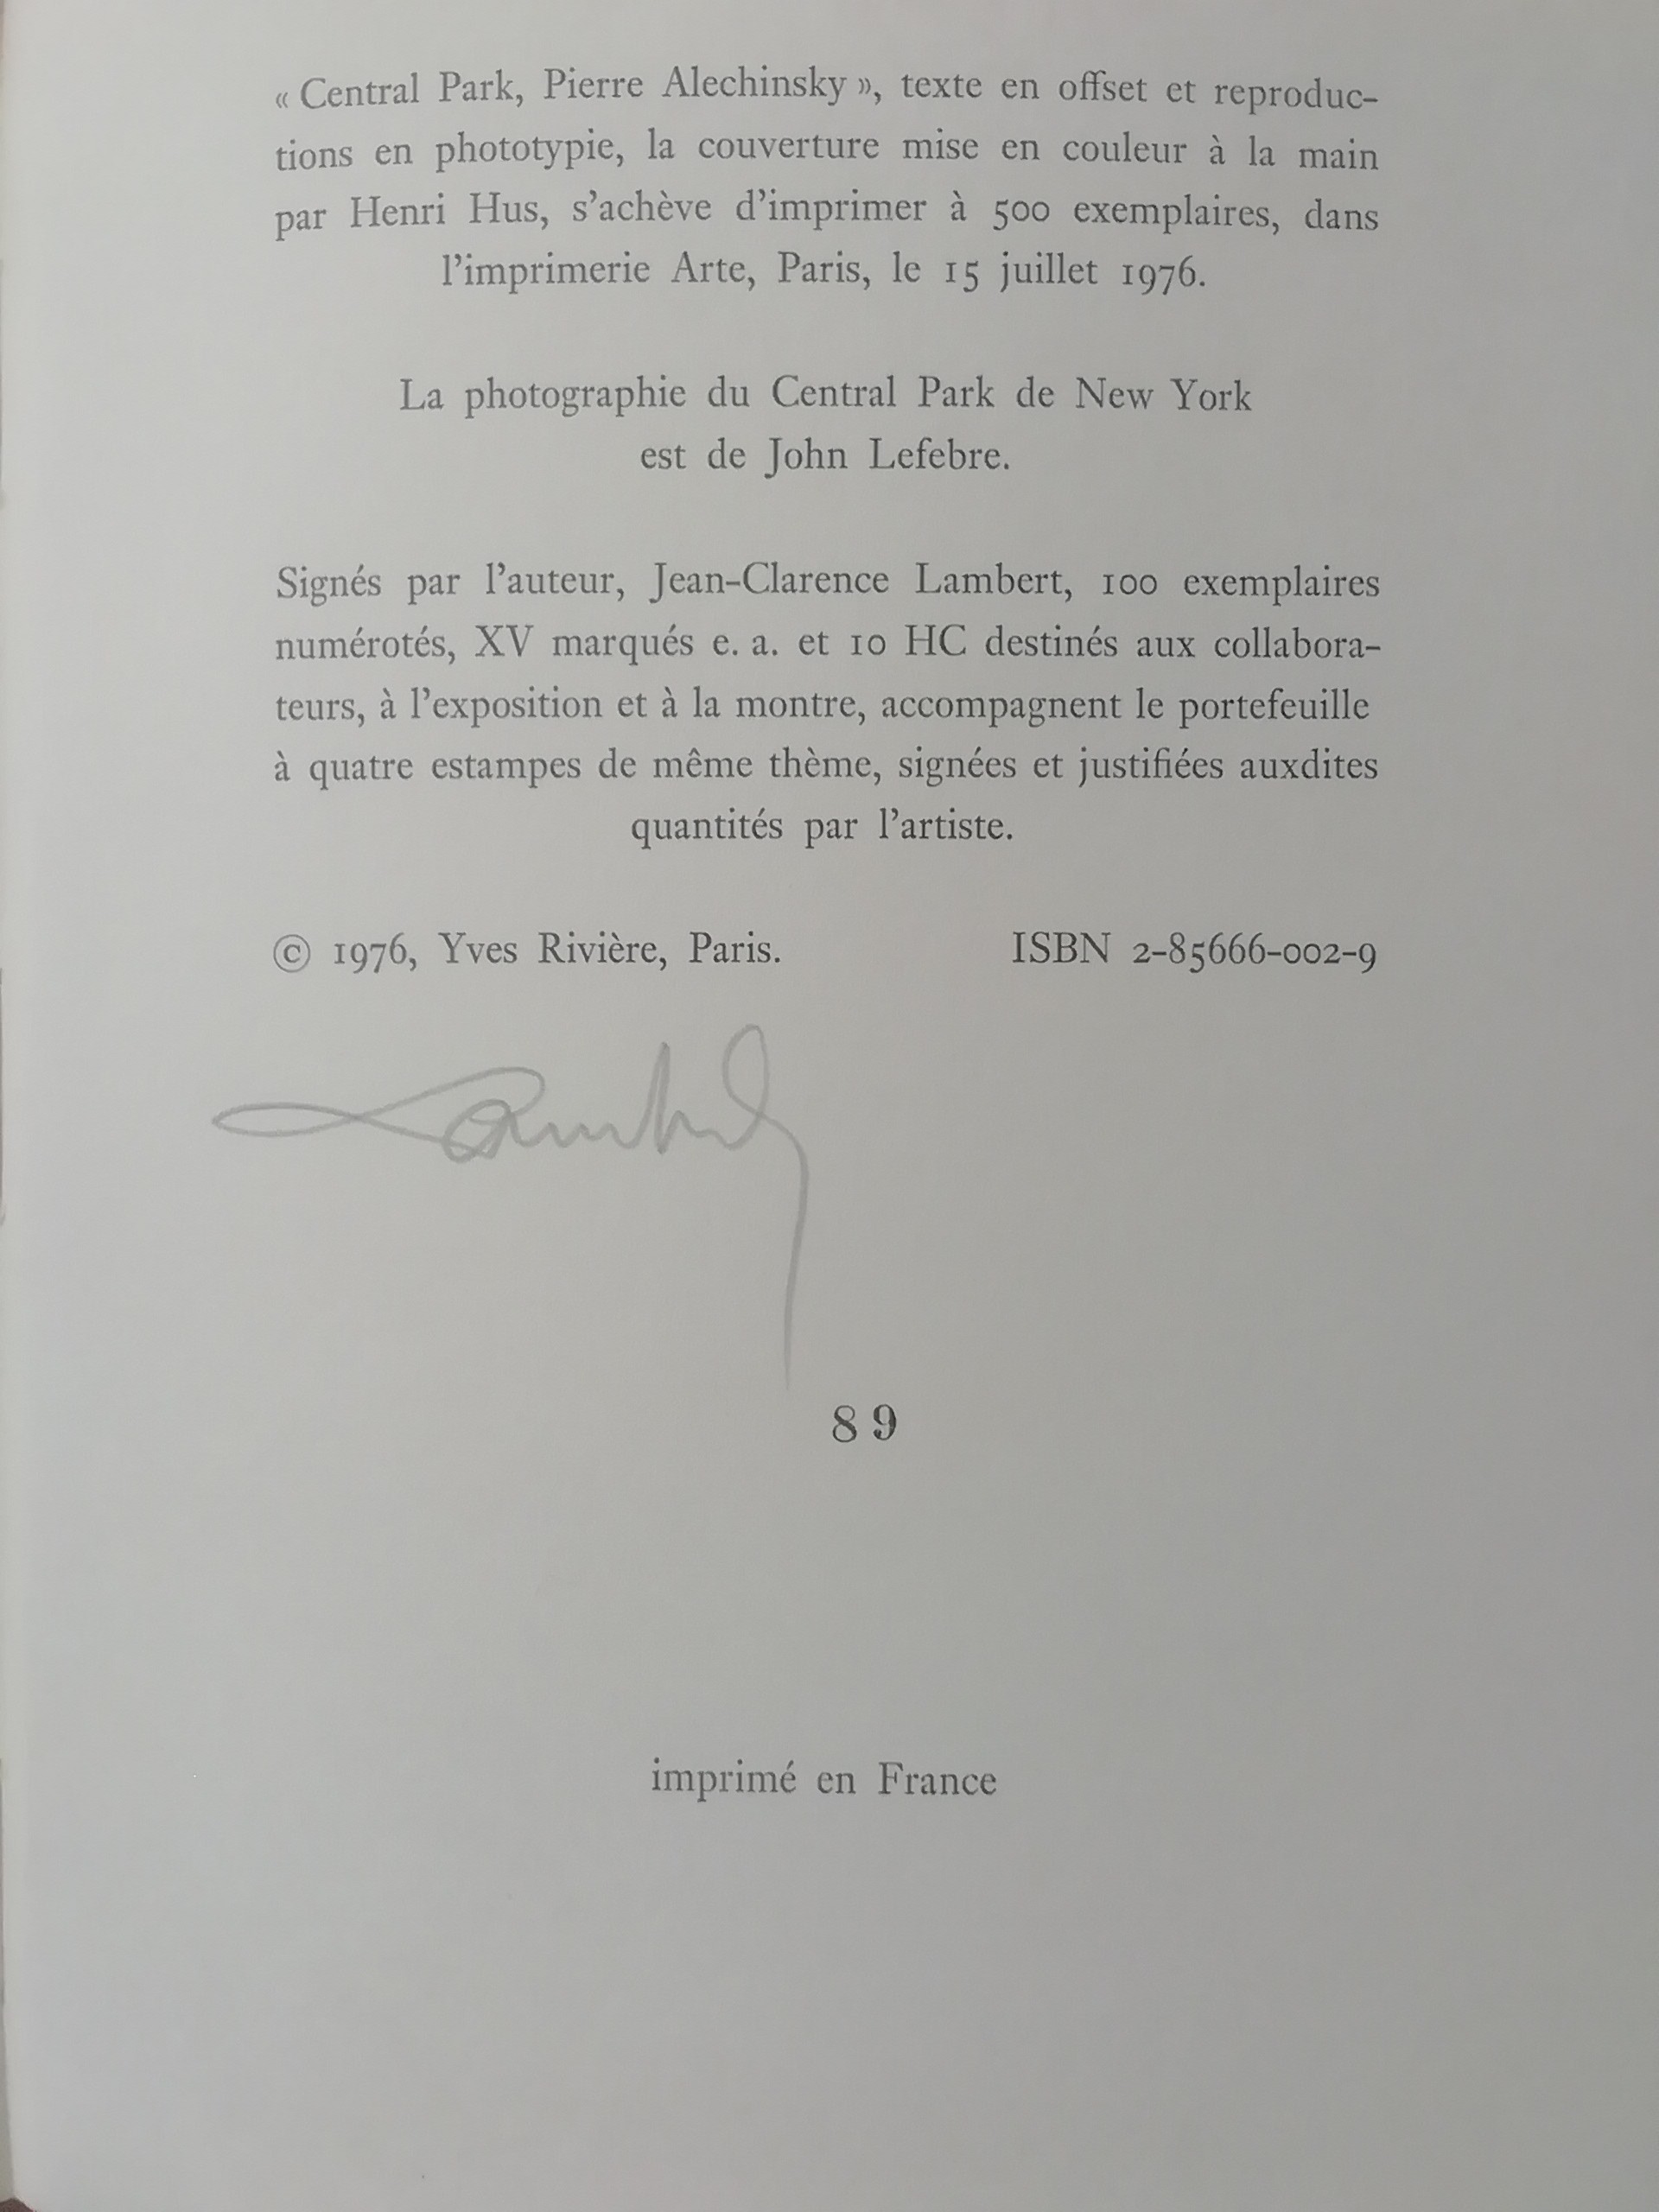 « Central Park, Pierre Alechinsky », texte en offset et reproduc-
tions en phototypie, la couverture mise en couleur à la main
par Henri Hus, s'achève d'imprimer à 500 exemplaires, dans
l'imprimerie Arte, Paris, le 15 juillet 1976.
La photographie du Central Park de New York
est de John Lefebre.
Signés par l'auteur, Jean-Clarence Lambert, 100 exemplaires
numérotés, XV marqués e. a. et 10 HC destinés aux collabora-
teurs, à l'exposition et à la montre, accompagnent le portefeuille
à quatre estampes de même thème, signées et justifiées auxdites
quantités par l'artiste.
© 1976, Yves Rivière, Paris. ISBN 2-85666-002-9
Lambert
89
imprimé en France